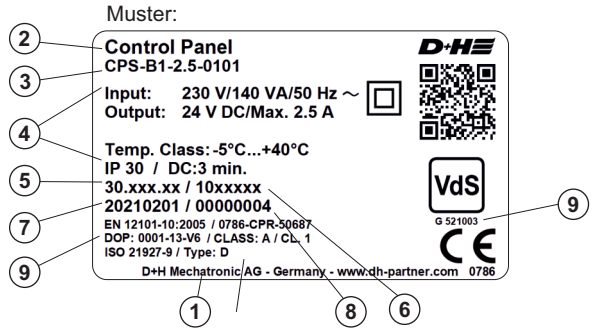 Muster:
2
Control Panel
D+H
3
CPS-B1-2.5-0101
Input: 230 V/140 VA/50 Hz ~
Output: 24 V DC/Max. 2.5 A
4
Temp. Class: -5°C...+40°C
IP 30 / DC:3 min.
5
30.xxx.xx / 10xxxxx
VdS
7
20210201 / 00000004
G 521003
9
EN 12101-10:2005 / 0786-CPR-50687
DOP: 0001-13-V6 / CLASS: A / CL. 1
CE
9
ISO 21927-9 / Type: D
D+H Mechatronic AG - Germany - www.dh-partner.com 0786
1
8
6